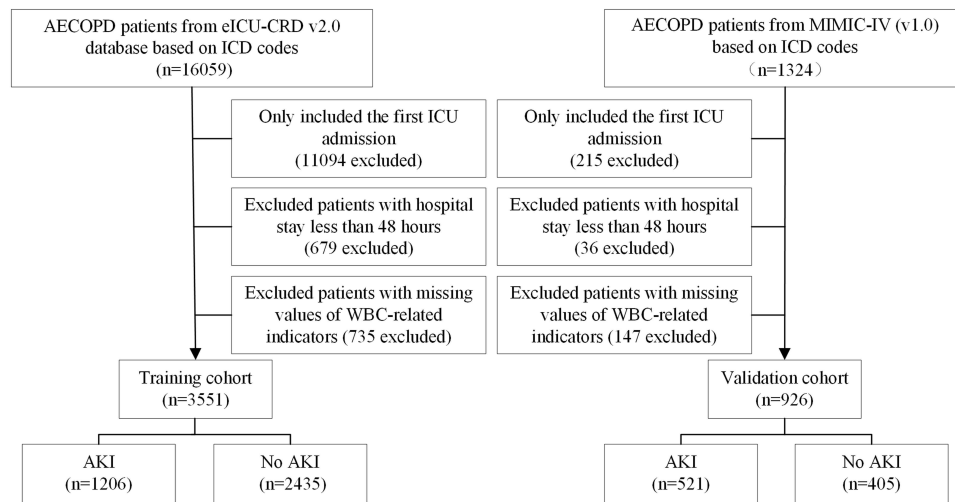 AECOPD patients from eICU-CRD v2.0
database based on ICD codes
(n=16059)
Only included the first ICU
admission
(11094 excluded)
Excluded patients with hospital
stay less than 48 hours
(679 excluded)
Excluded patients with missing
values of WBC-related
indicators (735 excluded)
Training cohort
(n=3551)
AKI
(n=1206)
No AKI
(n=2435)
AECOPD patients from MIMIC-IV (v1.0)
based on ICD codes
（n=1324）
Only included the first ICU
admission
(215 excluded)
Excluded patients with hospital
stay less than 48 hours
(36 excluded)
Excluded patients with missing
values of WBC-related
indicators (147 excluded)
Validation cohort
(n=926)
AKI
(n=521)
No AKI
(n=405)